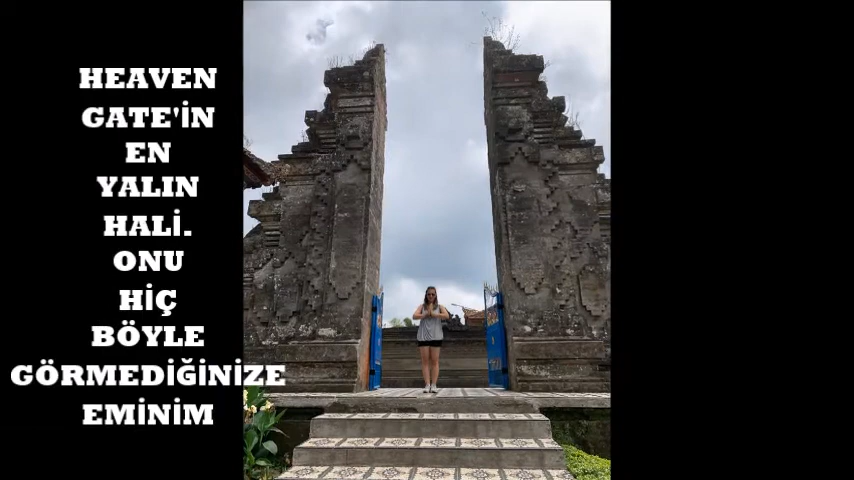 HEAVEN
GATE'İN
EN
YALIN
HALİ.
ONU
HİÇ
BÖYLE
GÖRMEDİĞİNİZE
EMİNİM